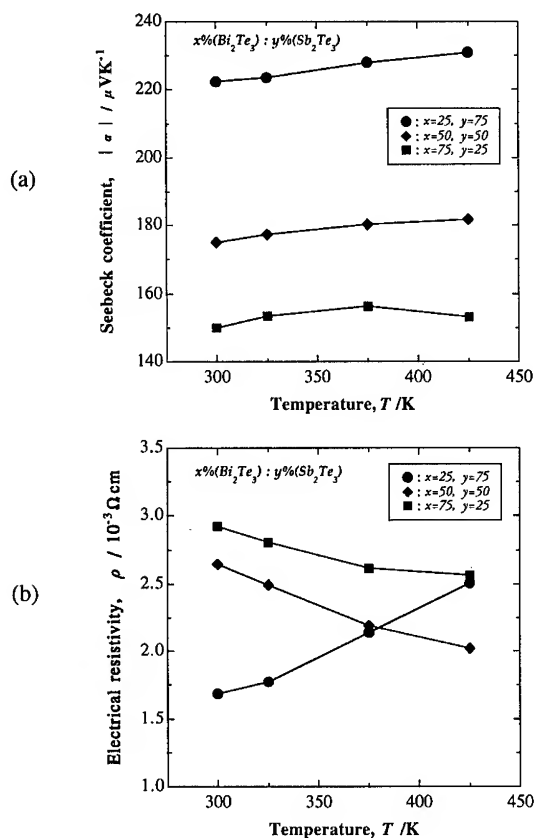 (a)
Seebeck coefficient, | α | / μVK⁻¹
x%(Bi₂Te₃) : y%(Sb₂Te₃)
● : x=25, y=75
◆ : x=50, y=50
■ : x=75, y=25
240
220
200
180
160
140
300 350 400 450
Temperature, T /K
(b)
Electrical resistivity, ρ / 10⁻³ Ω cm
x%(Bi₂Te₃) : y%(Sb₂Te₃)
● : x=25, y=75
◆ : x=50, y=50
■ : x=75, y=25
3.5
3.0
2.5
2.0
1.5
1.0
300 350 400 450
Temperature, T /K